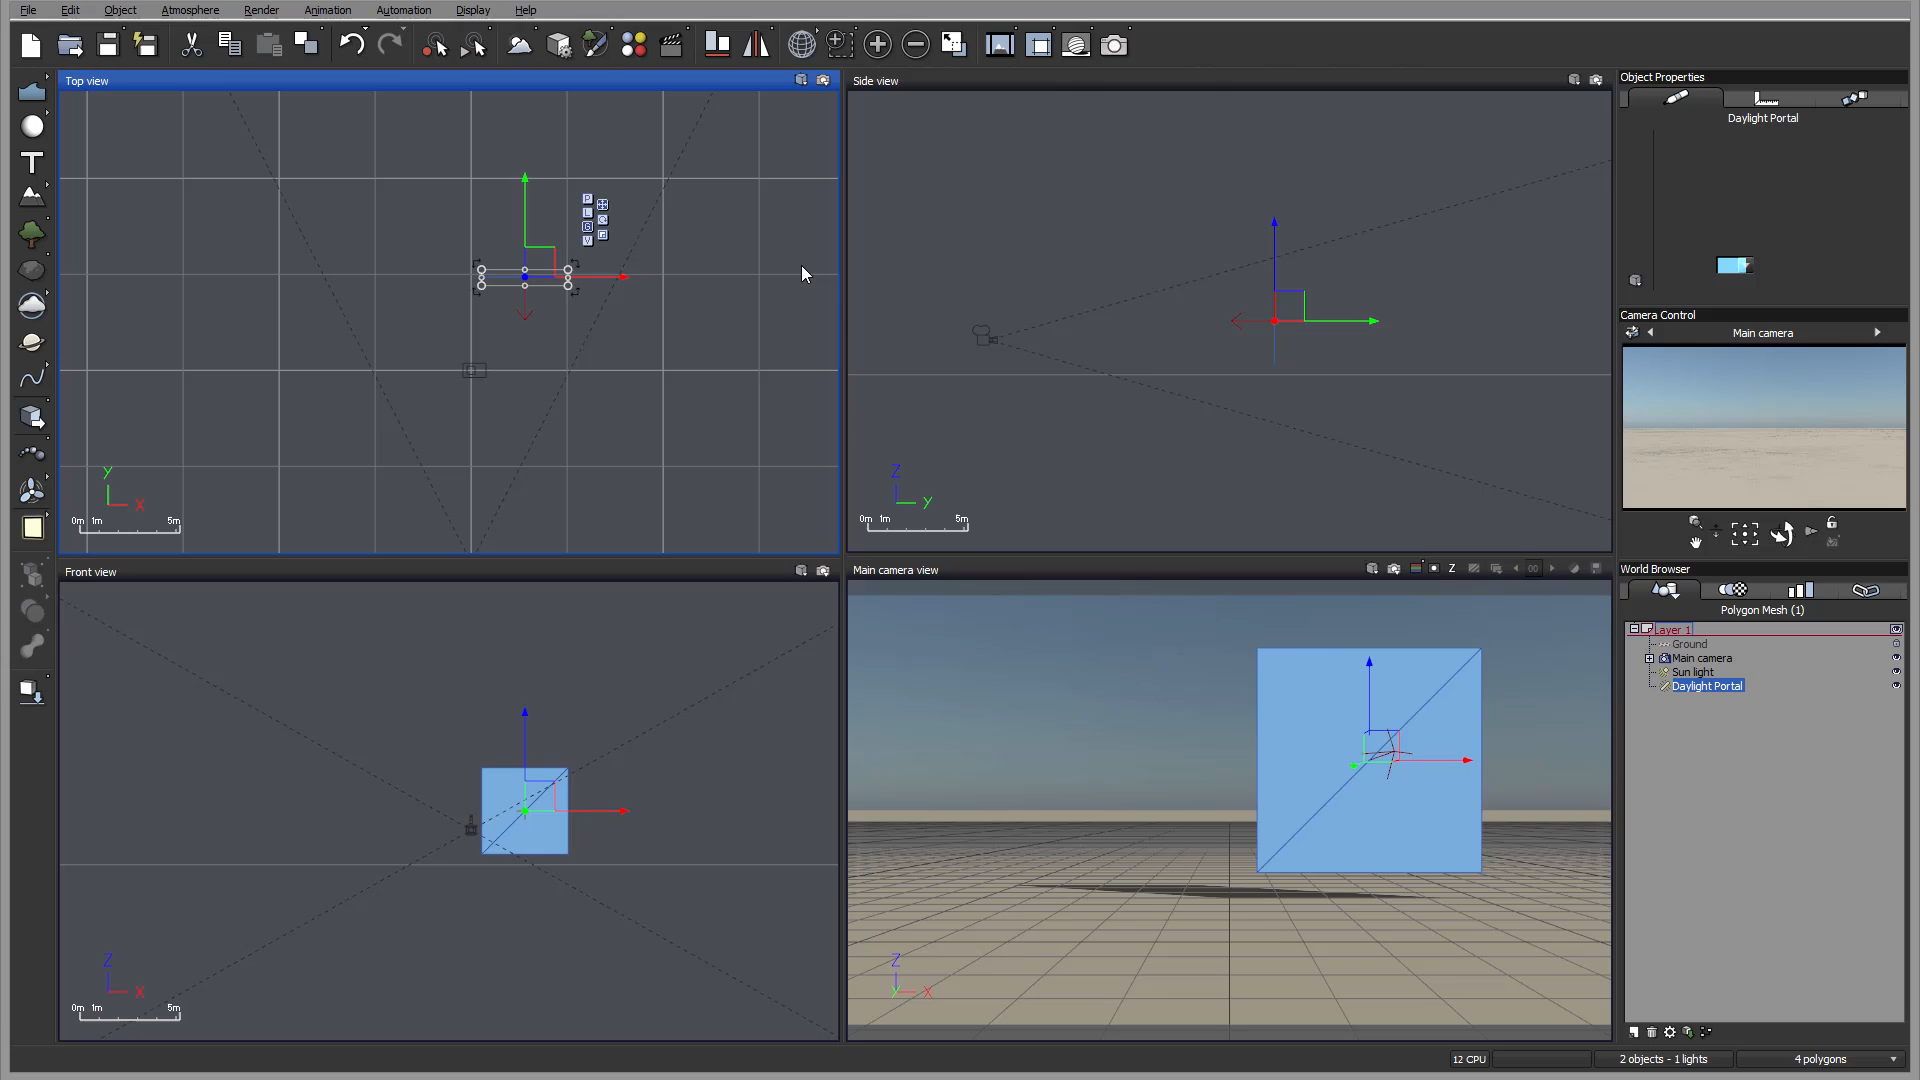 File Edit Object Atmosphere Render Animation Automation Display Help
Top view
P
L
G
V
Y
X
0m 1m 5m
Side view
Z
Y
0m 1m 5m
Front view
Z
X
0m 1m 5m
Main camera view
Z
00
Z
Y
X
Object Properties
Daylight Portal
Camera Control
Main camera
World Browser
Polygon Mesh (1)
Layer 1
Ground
Main camera
Sun light
Daylight Portal
12 CPU
2 objects - 1 lights
4 polygons